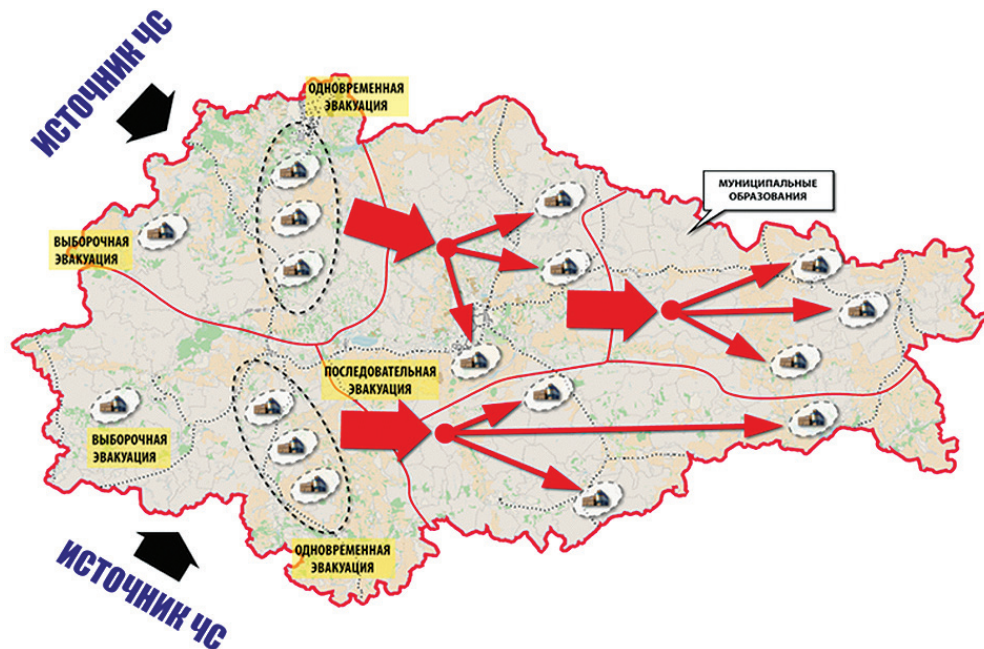 ИСТОЧНИК ЧС
ОДНОВРЕМЕННАЯ
ЭВАКУАЦИЯ
МУНИЦИПАЛЬНЫЕ
ОБРАЗОВАНИЯ
ВЫБОРОЧНАЯ
ЭВАКУАЦИЯ
ПОСЛЕДОВАТЕЛЬНАЯ
ЭВАКУАЦИЯ
ВЫБОРОЧНАЯ
ЭВАКУАЦИЯ
ОДНОВРЕМЕННАЯ
ЭВАКУАЦИЯ
ИСТОЧНИК ЧС